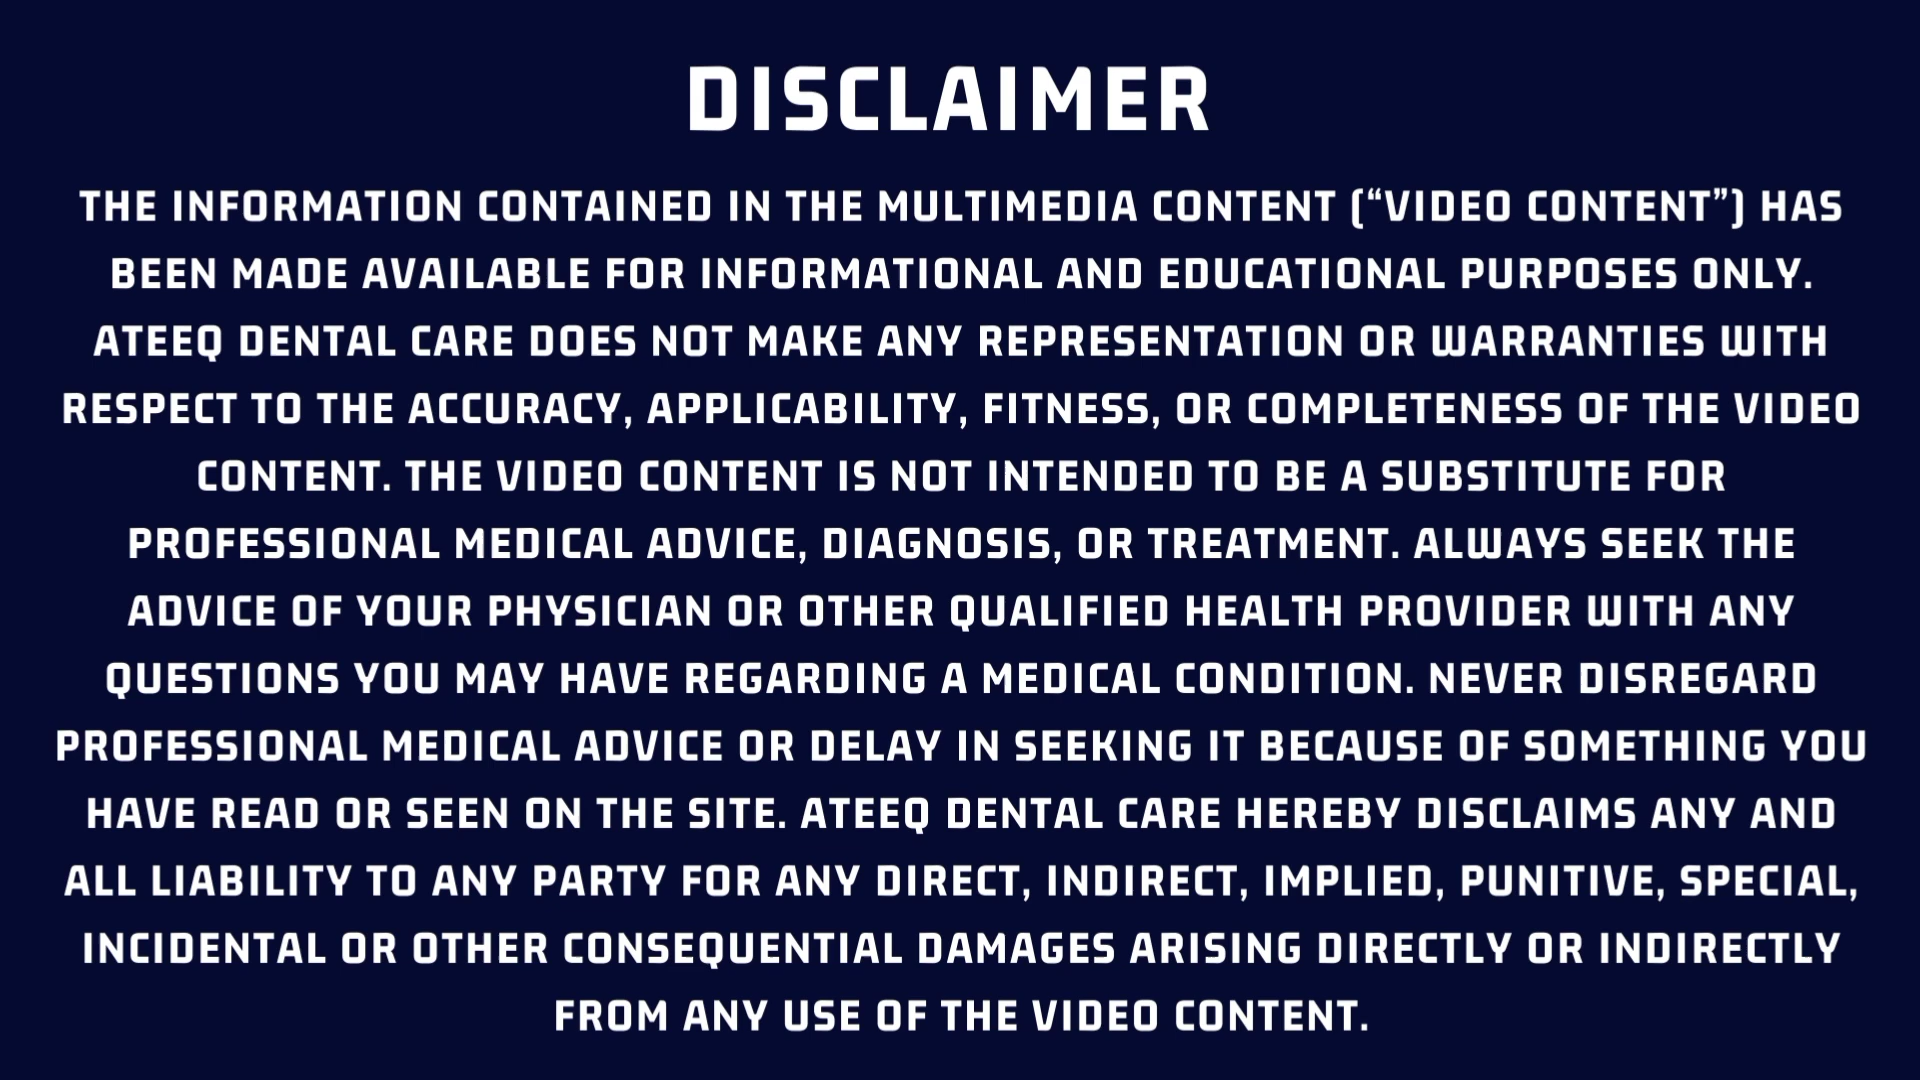 DISCLAIMER
THE INFORMATION CONTAINED IN THE MULTIMEDIA CONTENT (“VIDEO CONTENT”) HAS
BEEN MADE AVAILABLE FOR INFORMATIONAL AND EDUCATIONAL PURPOSES ONLY.
ATEEQ DENTAL CARE DOES NOT MAKE ANY REPRESENTATION OR WARRANTIES WITH
RESPECT TO THE ACCURACY, APPLICABILITY, FITNESS, OR COMPLETENESS OF THE VIDEO
CONTENT. THE VIDEO CONTENT IS NOT INTENDED TO BE A SUBSTITUTE FOR
PROFESSIONAL MEDICAL ADVICE, DIAGNOSIS, OR TREATMENT. ALWAYS SEEK THE
ADVICE OF YOUR PHYSICIAN OR OTHER QUALIFIED HEALTH PROVIDER WITH ANY
QUESTIONS YOU MAY HAVE REGARDING A MEDICAL CONDITION. NEVER DISREGARD
PROFESSIONAL MEDICAL ADVICE OR DELAY IN SEEKING IT BECAUSE OF SOMETHING YOU
HAVE READ OR SEEN ON THE SITE. ATEEQ DENTAL CARE HEREBY DISCLAIMS ANY AND
ALL LIABILITY TO ANY PARTY FOR ANY DIRECT, INDIRECT, IMPLIED, PUNITIVE, SPECIAL,
INCIDENTAL OR OTHER CONSEQUENTIAL DAMAGES ARISING DIRECTLY OR INDIRECTLY
FROM ANY USE OF THE VIDEO CONTENT.